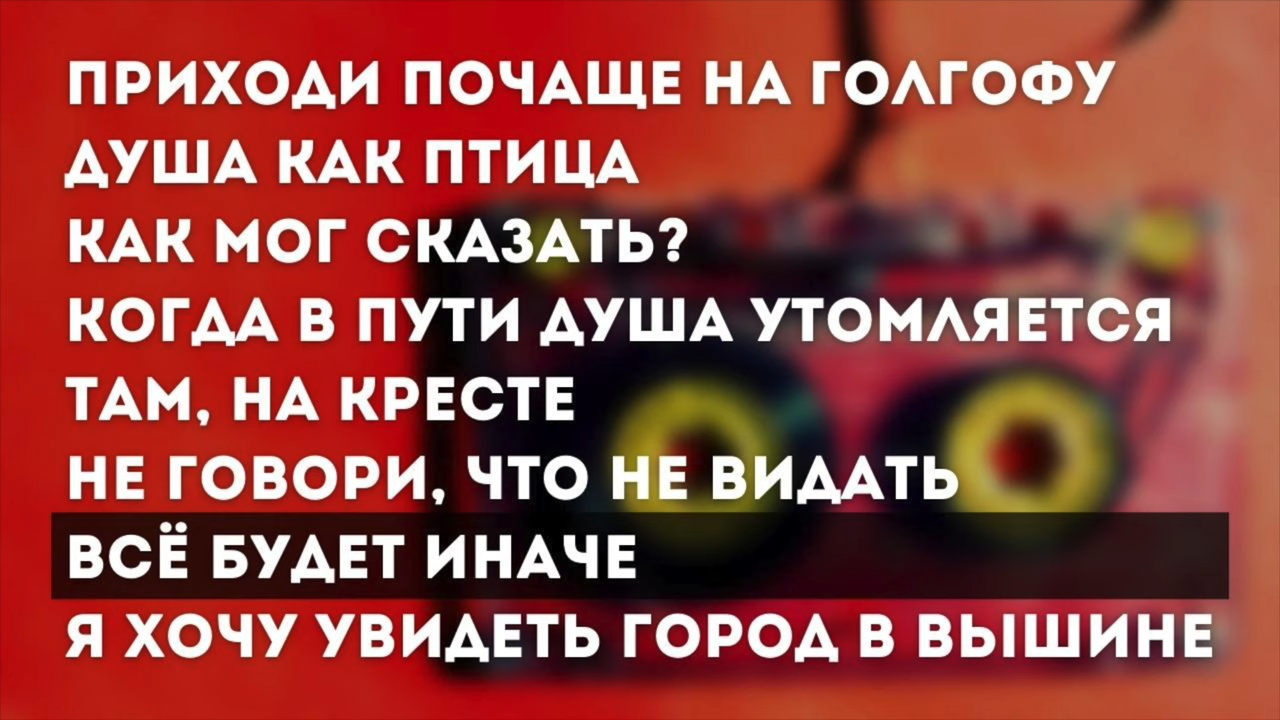 ПРИХОДИ ПОЧАЩЕ НА ГОЛГОФУ
ДУША КАК ПТИЦА
КАК МОГ СКАЗАТЬ?
КОГДА В ПУТИ ДУША УТОМЛЯЕТСЯ
ТАМ, НА КРЕСТЕ
НЕ ГОВОРИ, ЧТО НЕ ВИДАТЬ
ВСЁ БУДЕТ ИНАЧЕ
Я ХОЧУ УВИДЕТЬ ГОРОД В ВЫШИНЕ